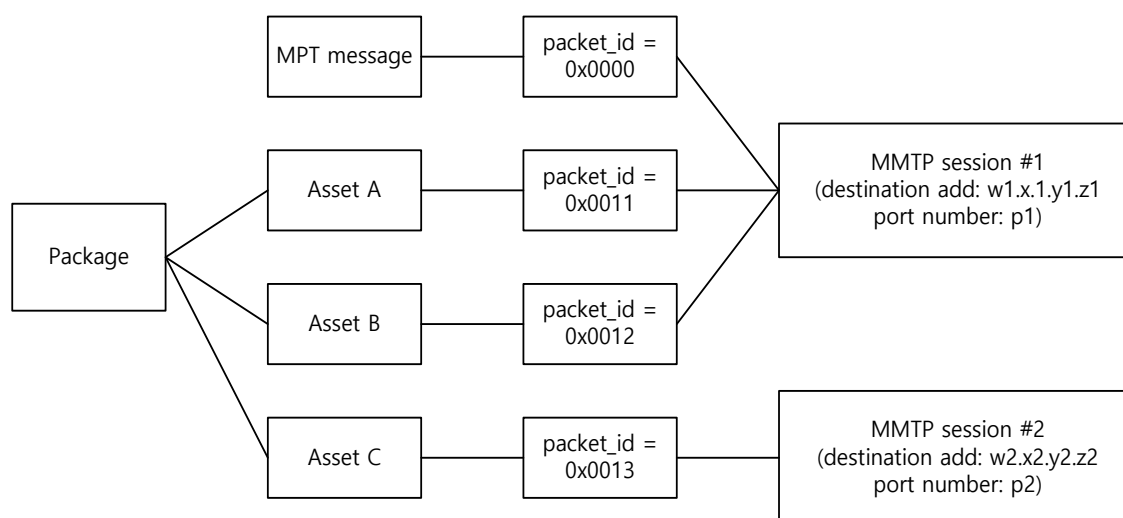 MPT message
packet_id =
0x0000
Asset A
packet_id =
0x0011
MMTP session #1
(destination add: w1.x.1.y1.z1
port number: p1)
Package
Asset B
packet_id =
0x0012
Asset C
packet_id =
0x0013
MMTP session #2
(destination add: w2.x2.y2.z2
port number: p2)